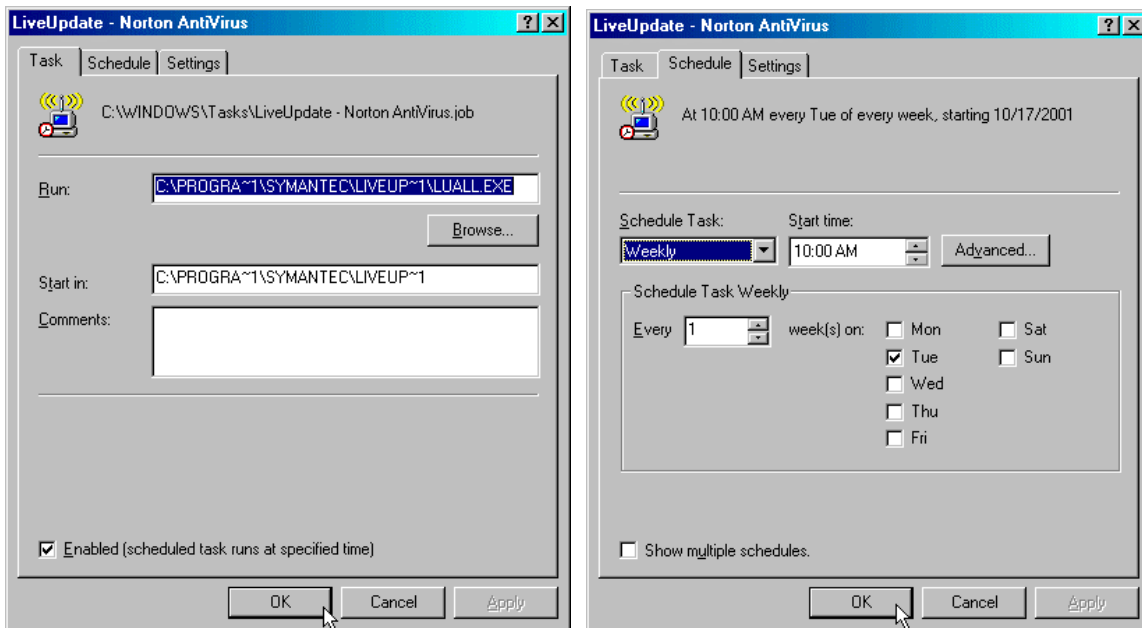 LiveUpdate - Norton AntiVirus
Task Schedule Settings
C:\WINDOWS\Tasks\LiveUpdate - Norton AntiVirus.job
Run: C:\PROGRA~1\SYMANTEC\LIVEUP~1\LUALL.EXE
Browse...
Start in: C:\PROGRA~1\SYMANTEC\LIVEUP~1
Comments:
Enabled (scheduled task runs at specified time)
OK Cancel Apply
LiveUpdate - Norton AntiVirus
Task Schedule Settings
At 10:00 AM every Tue of every week, starting 10/17/2001
Schedule Task: Start time:
Weekly 10:00 AM Advanced...
Schedule Task Weekly
Every 1 week(s) on: Mon Sat
Tue Sun
Wed
Thu
Fri
Show multiple schedules.
OK Cancel Apply